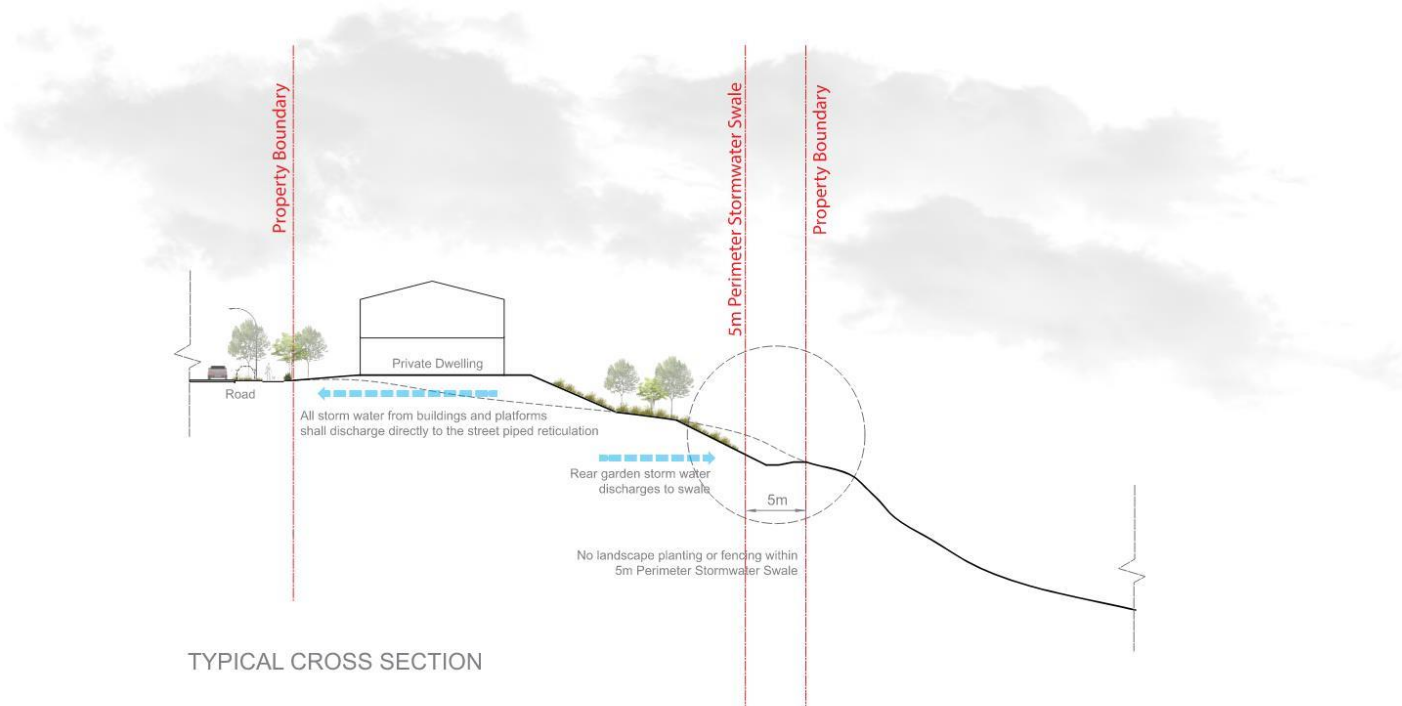 Property Boundary
5m Perimeter Stormwater Swale
Property Boundary
Private Dwelling
Road
All storm water from buildings and platforms
shall discharge directly to the street piped reticulation
Rear garden storm water
discharges to swale
5m
No landscape planting or fencing within
5m Perimeter Stormwater Swale
TYPICAL CROSS SECTION